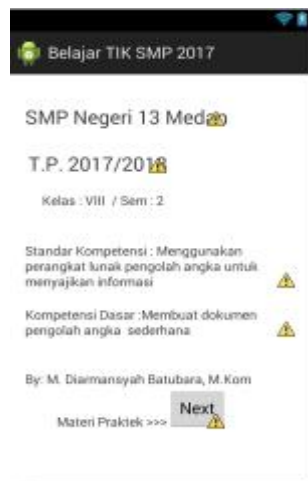 Belajar TIK SMP 2017
SMP Negeri 13 Medan
T.P. 2017/2018
Kelas : VIII / Sem : 2
Standar Kompetensi : Menggunakan
perangkat lunak pengolah angka untuk
menyajikan informasi
Kompetensi Dasar :Membuat dokumen
pengolah angka sederhana
By: M. Diarmansyah Batubara, M.Kom
Materi Praktek >>> Next